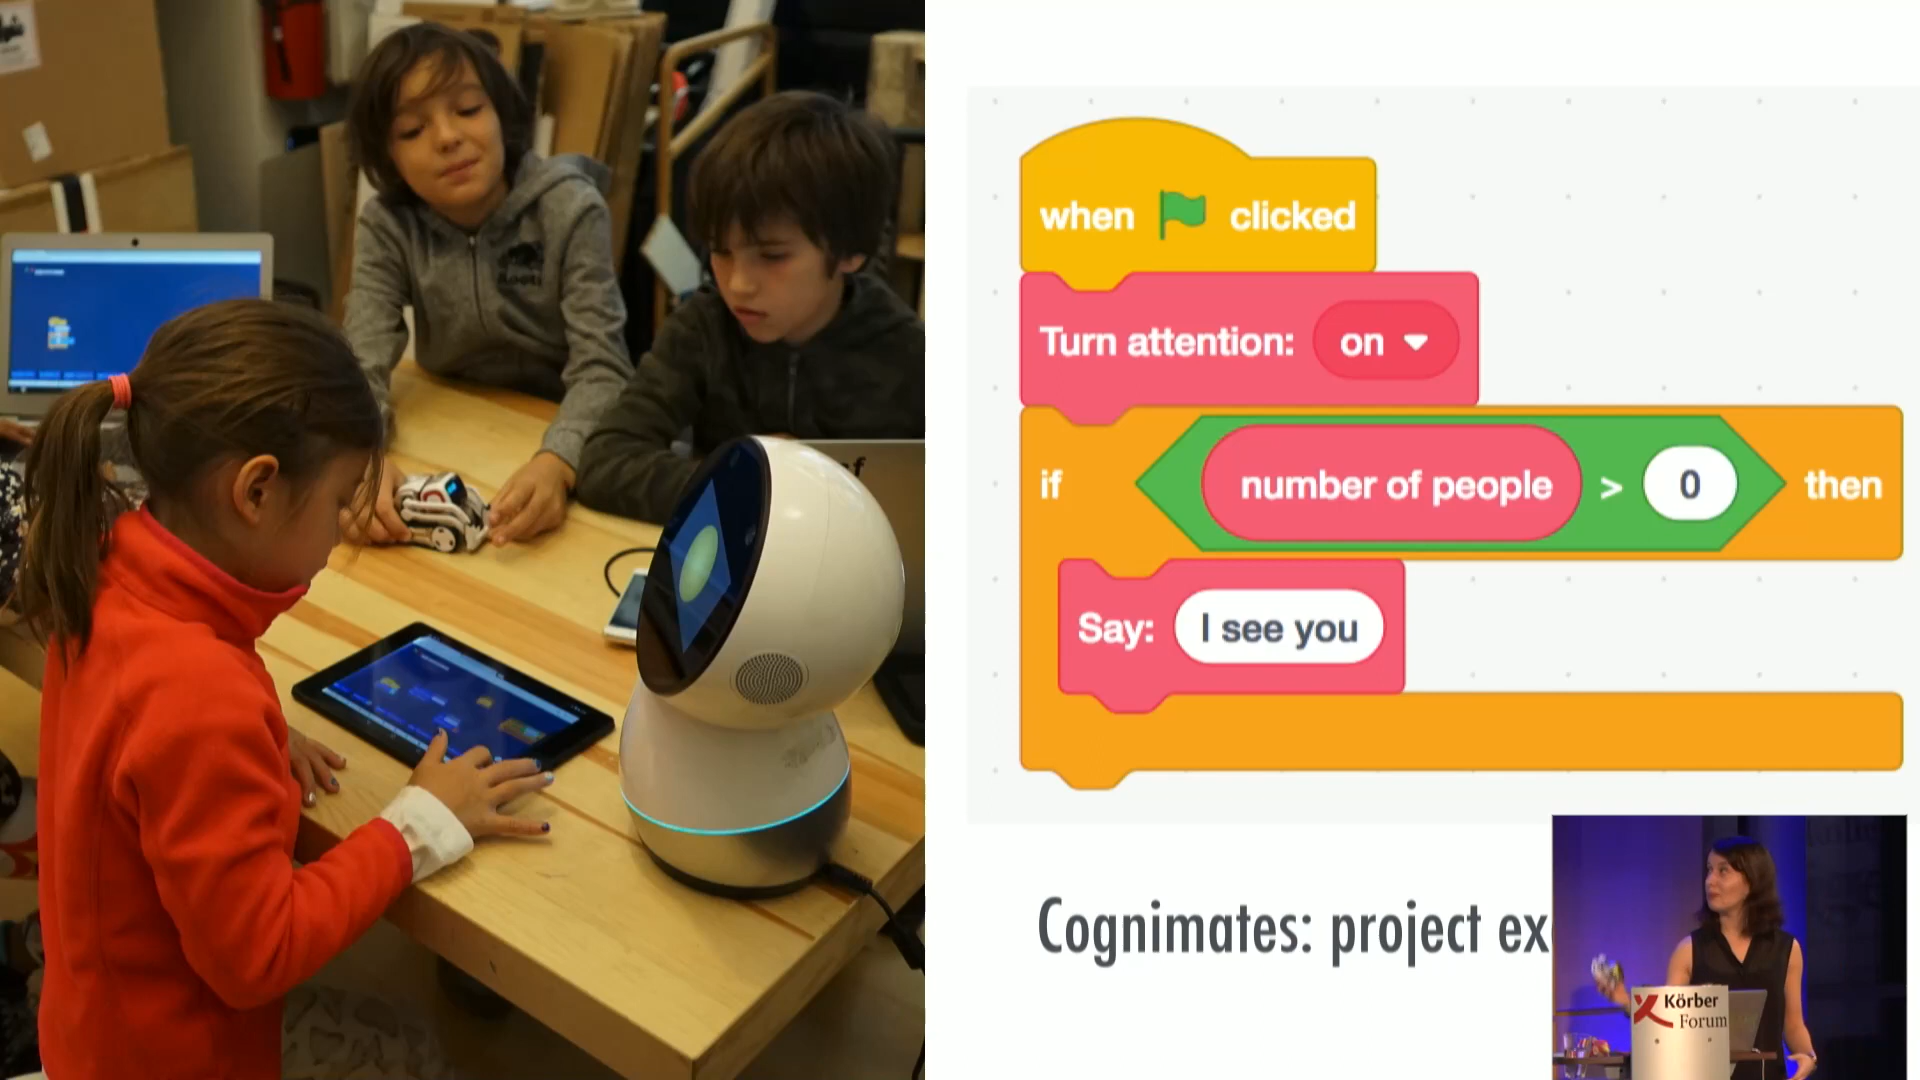 when clicked
Turn attention: on
if number of people > 0 then
Say: I see you
Cognimates: project ex
Körber
Forum